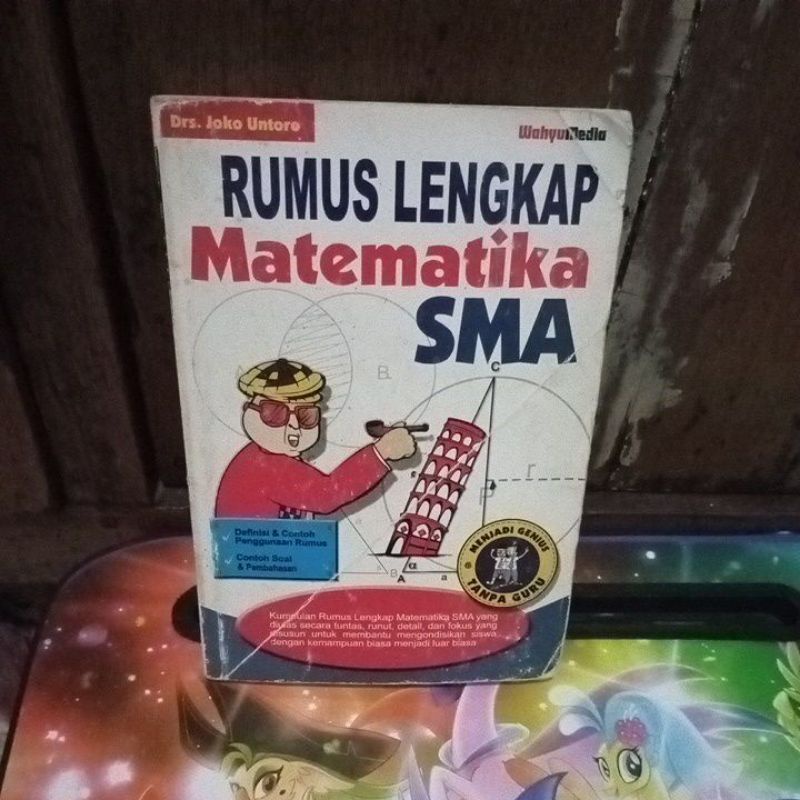 Drs. Joko Untoro
WahyuMedia
RUMUS LENGKAP
Matematika
SMA
B
C
r
P
Definisi & Contoh
Penggunaan Rumus
Contoh Soal
& Pembahasan
α
B
A
a
MENJADI GENIUS
TANPA GURU
Kumpulan Rumus Lengkap Matematika SMA yang
diulas secara tuntas, runut, detail, dan fokus yang
disusun untuk membantu mengondisikan siswa
dengan kemampuan biasa menjadi luar biasa